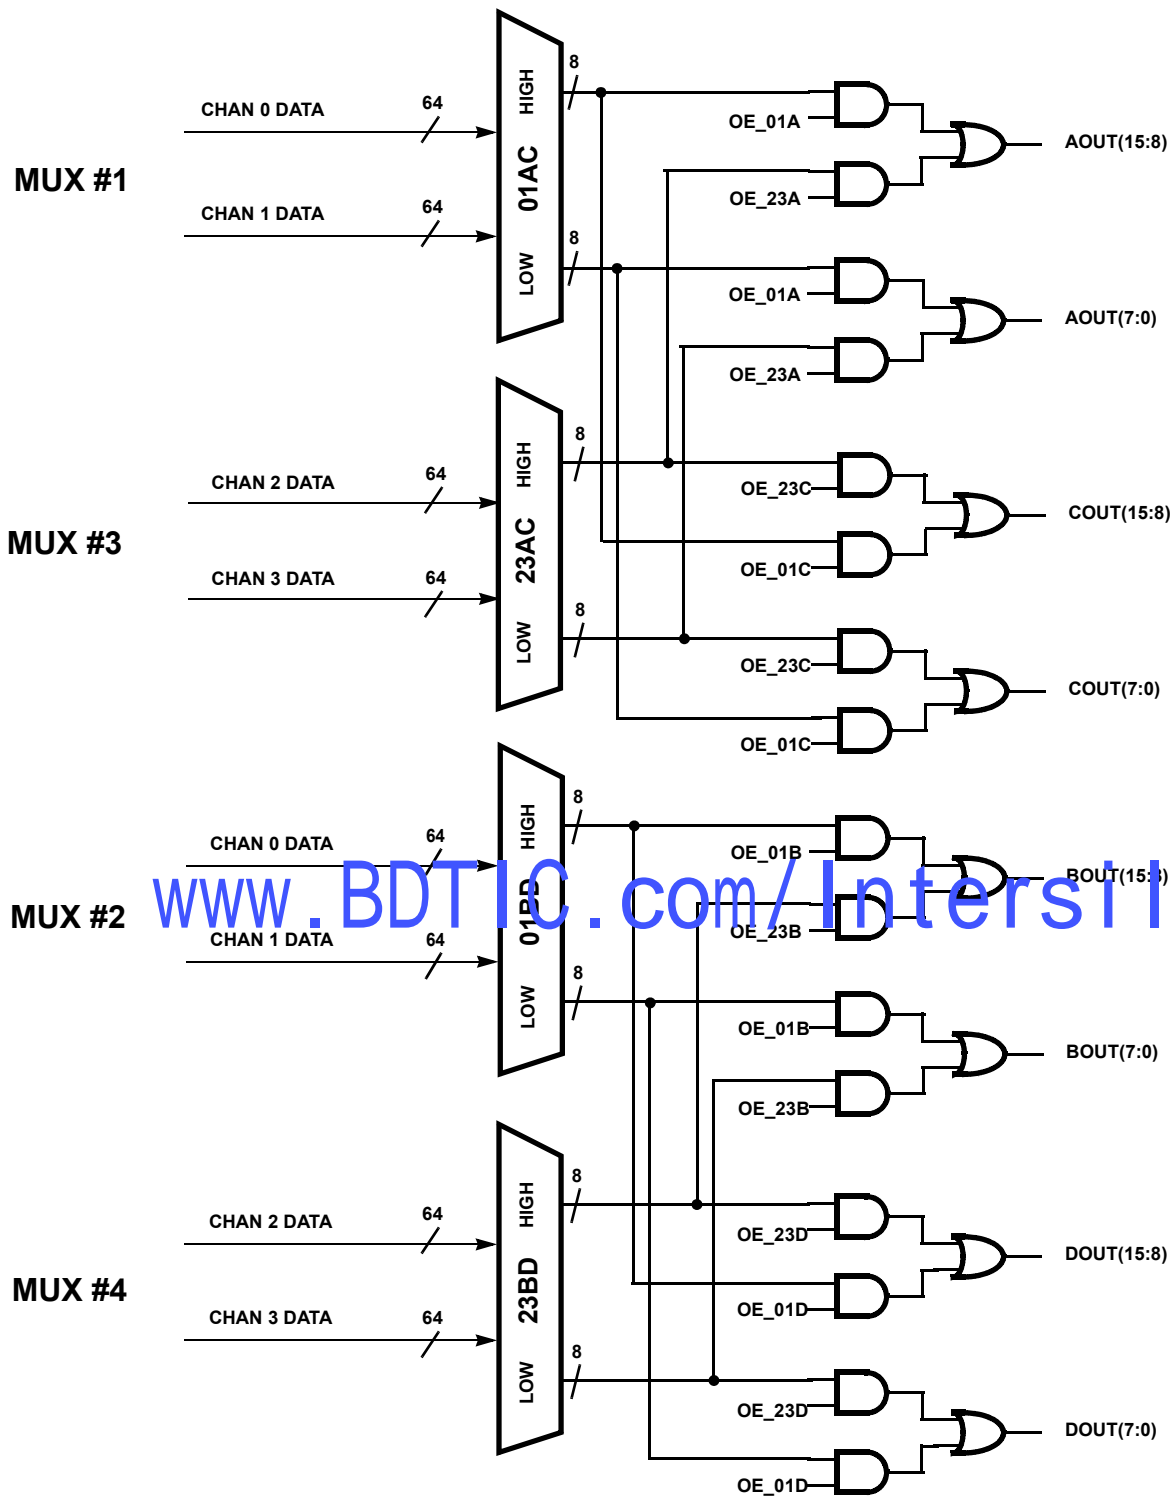 MUX #1
CHAN 0 DATA
64
CHAN 1 DATA
64
HIGH
01AC
LOW
8
8
OE_01A
OE_23A
AOUT(15:8)
OE_01A
OE_23A
AOUT(7:0)
MUX #3
CHAN 2 DATA
64
CHAN 3 DATA
64
HIGH
23AC
LOW
8
8
OE_23C
OE_01C
COUT(15:8)
OE_23C
OE_01C
COUT(7:0)
MUX #2
CHAN 0 DATA
64
CHAN 1 DATA
64
HIGH
01BD
LOW
8
8
OE_01B
OE_23B
BOUT(15:8)
www.BDTIC.com/Intersil
OE_01B
OE_23B
BOUT(7:0)
MUX #4
CHAN 2 DATA
64
CHAN 3 DATA
64
HIGH
23BD
LOW
8
8
OE_23D
OE_01D
DOUT(15:8)
OE_23D
OE_01D
DOUT(7:0)